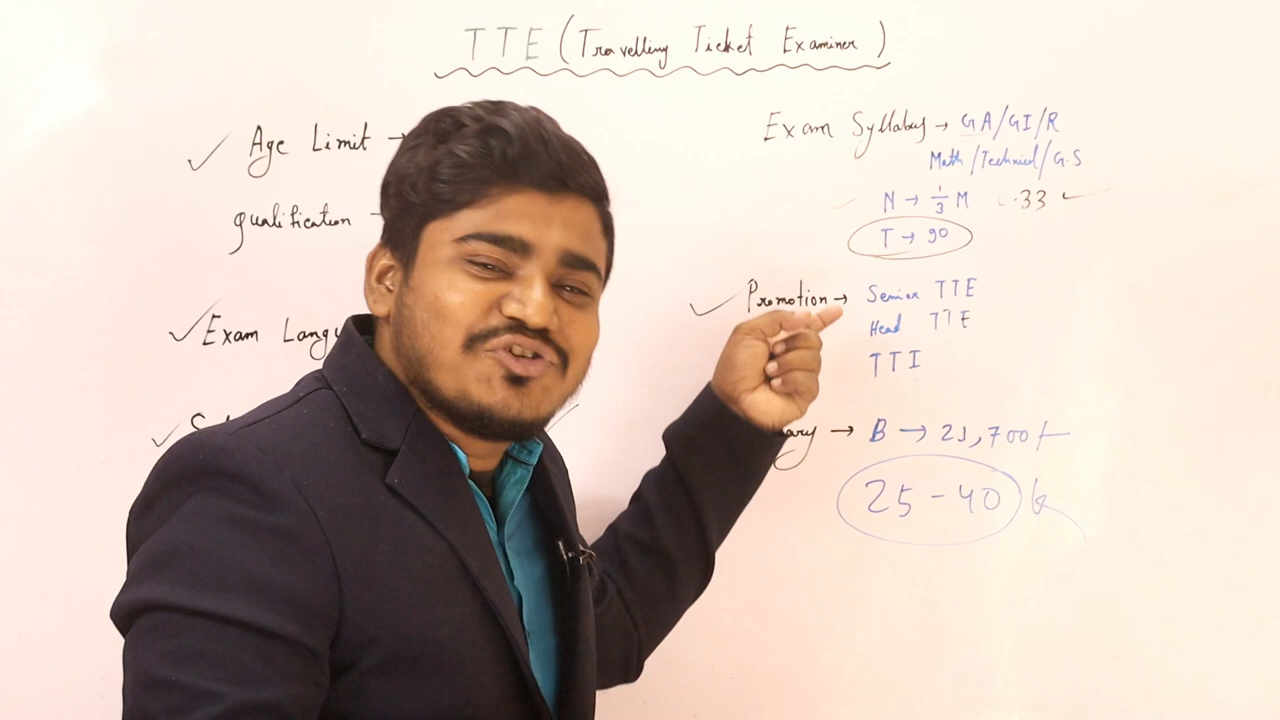 TTE (Travelling Ticket Examiner)
Age Limit →
qualification
Exam
Exam Syllabus → GA/GI/R
Math/Technical/G.S
N → 1/3 M .33
T → 90
Promotion → Senior TTE
Head TTE
TTI
→ B → 21,700/-
25-40 k